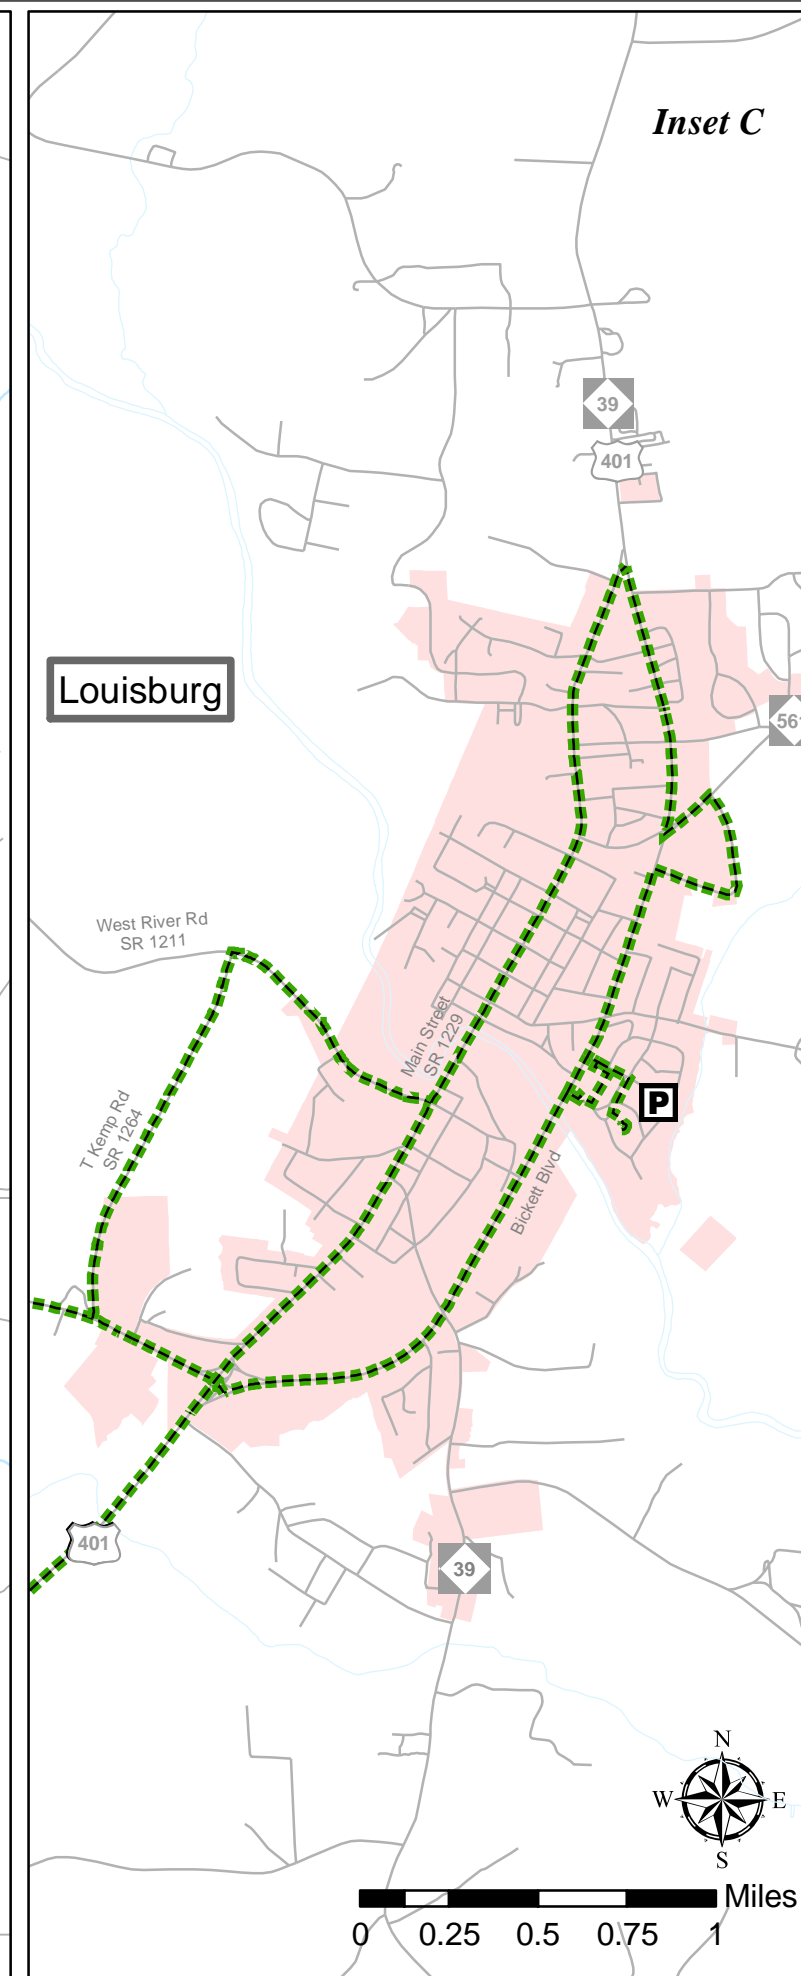 Inset C
39
401
Louisburg
561
West River Rd
SR 1211
Main Street
SR 1229
T Kemp Rd
SR 1264
P
Bickett Blvd
401
39
N
W
E
S
Miles
0 0.25 0.5 0.75 1